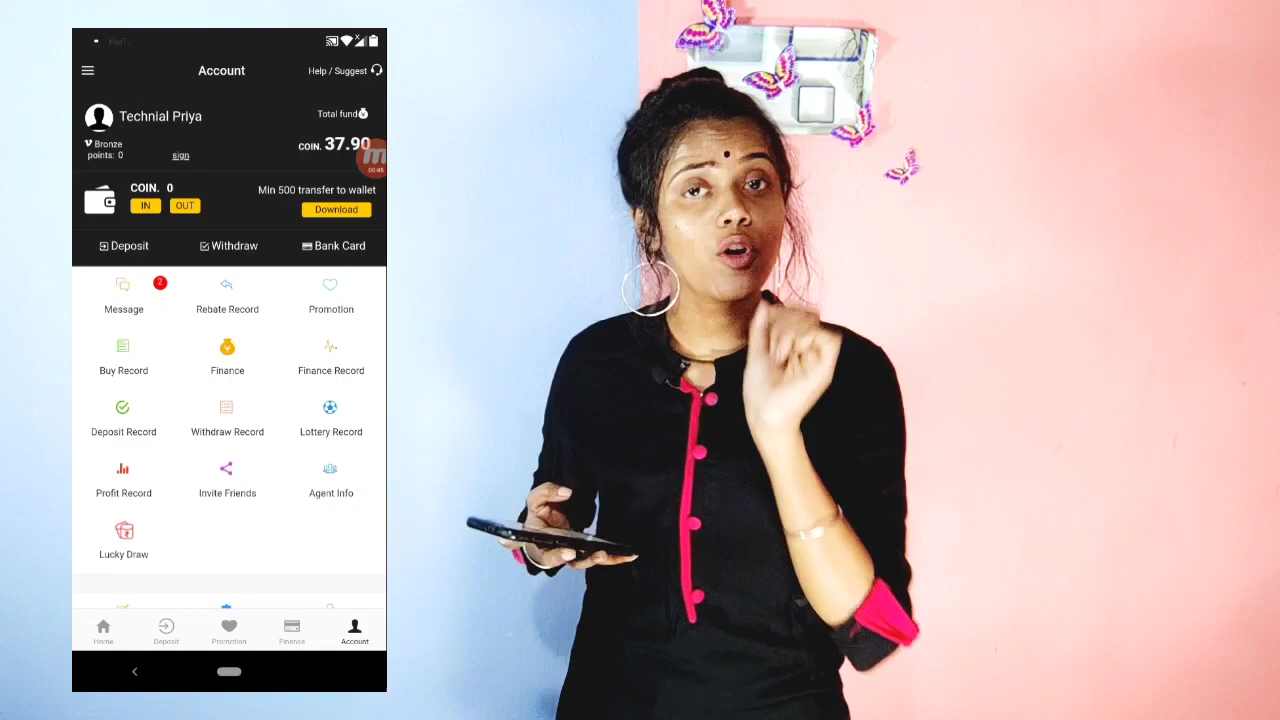 Account
Help / Suggest
Technial Priya
Total fund
Bronze
points: 0
sign
COIN. 37.90
00:45
COIN. 0
IN OUT
Min 500 transfer to wallet
Download
Deposit Withdraw Bank Card
2
Message Rebate Record Promotion
Buy Record Finance Finance Record
Deposit Record Withdraw Record Lottery Record
Profit Record Invite Friends Agent Info
Lucky Draw
Home Deposit Promotion Finance Account